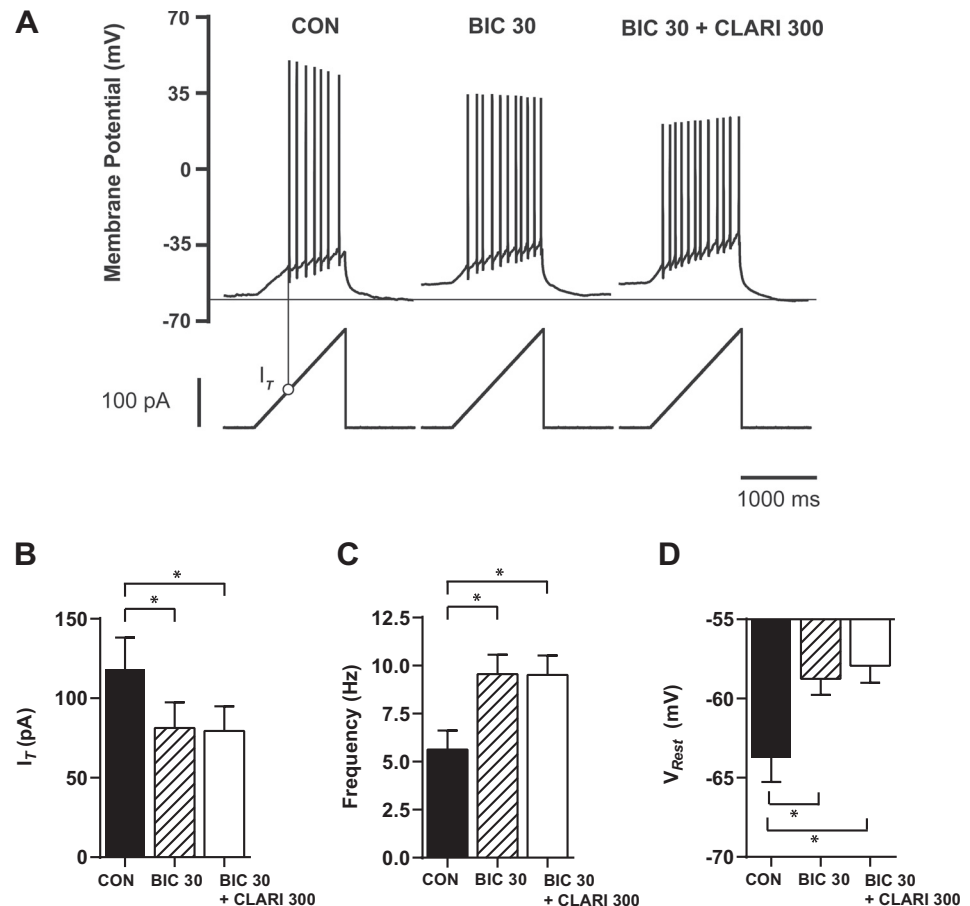 A
CON
BIC 30
BIC 30 + CLARI 300
Membrane Potential (mV)
70
35
0
-35
-70
I_T
100 pA
1000 ms
B
*
*
I_T (pA)
150
100
50
0
CON
BIC 30
BIC 30
+ CLARI 300
C
*
*
Frequency (Hz)
12.5
10.0
7.5
5.0
2.5
0.0
CON
BIC 30
BIC 30
+ CLARI 300
D
V_Rest (mV)
-55
-60
-65
-70
*
*
CON
BIC 30
BIC 30
+ CLARI 300